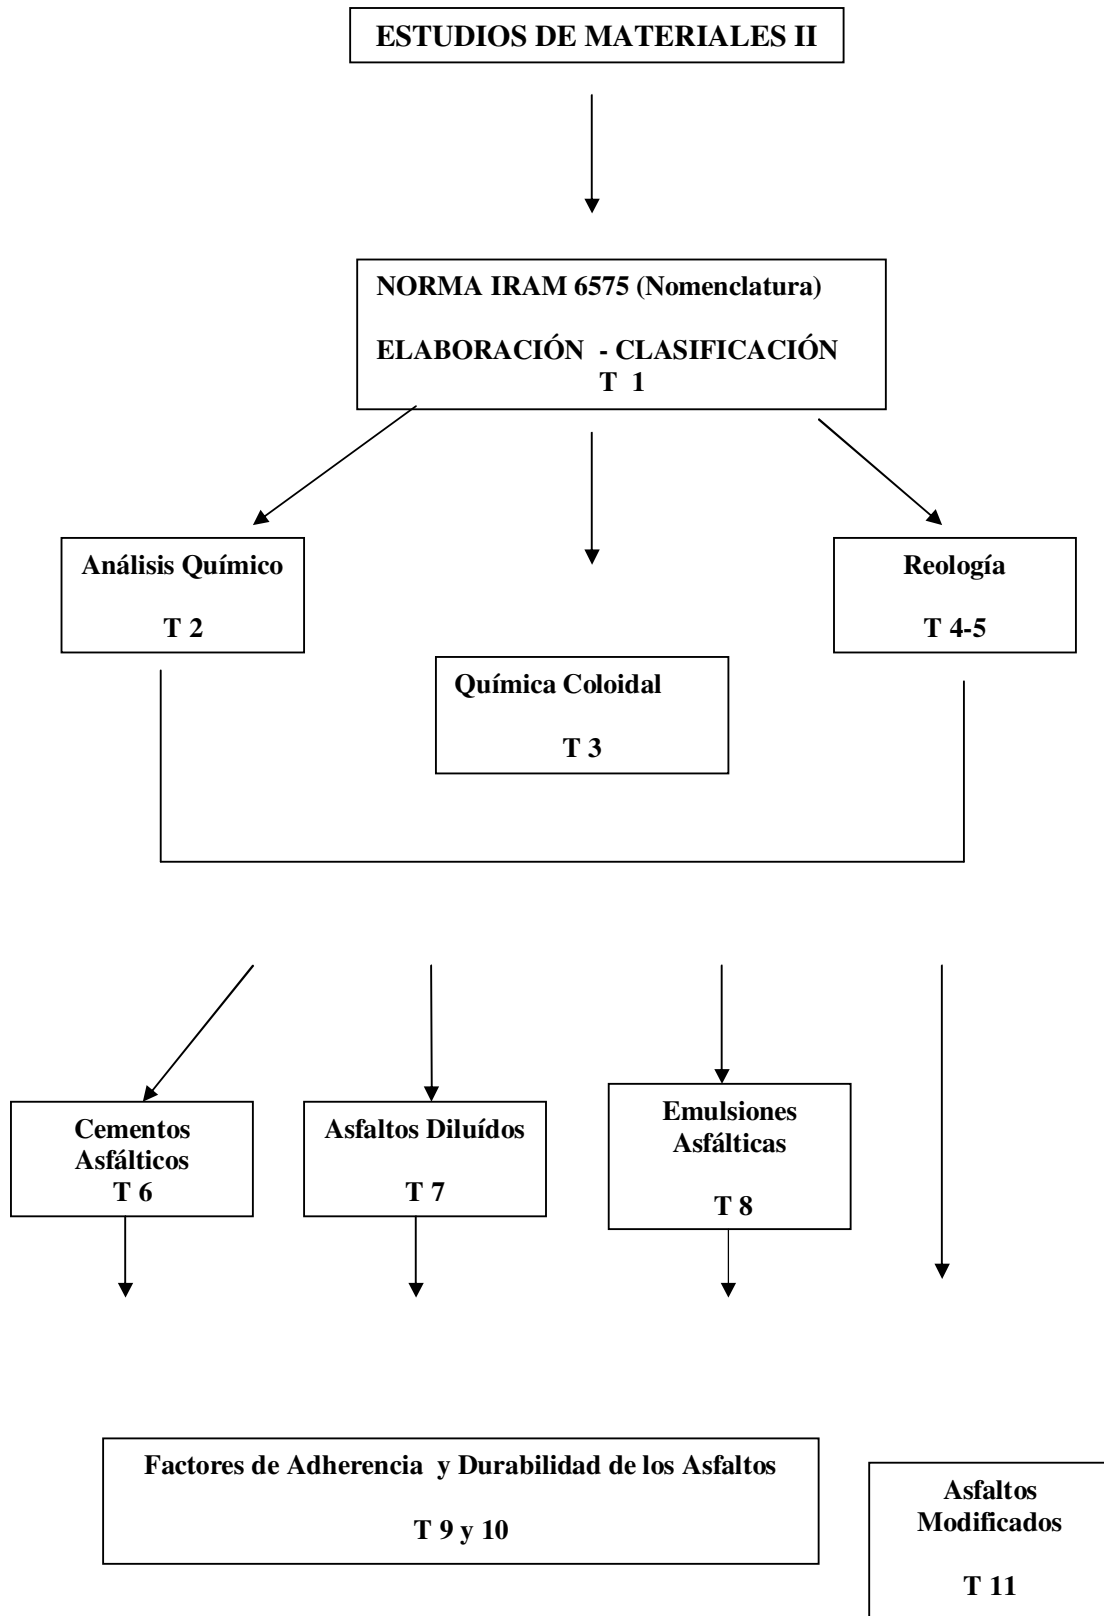 ESTUDIOS DE MATERIALES II
NORMA IRAM 6575 (Nomenclatura)
ELABORACIÓN - CLASIFICACIÓN
T 1
Análisis Químico
T 2
Reología
T 4-5
Química Coloidal
T 3
Cementos
Asfálticos
T 6
Asfaltos Diluídos
T 7
Emulsiones
Asfálticas
T 8
Factores de Adherencia y Durabilidad de los Asfaltos
T 9 y 10
Asfaltos
Modificados
T 11